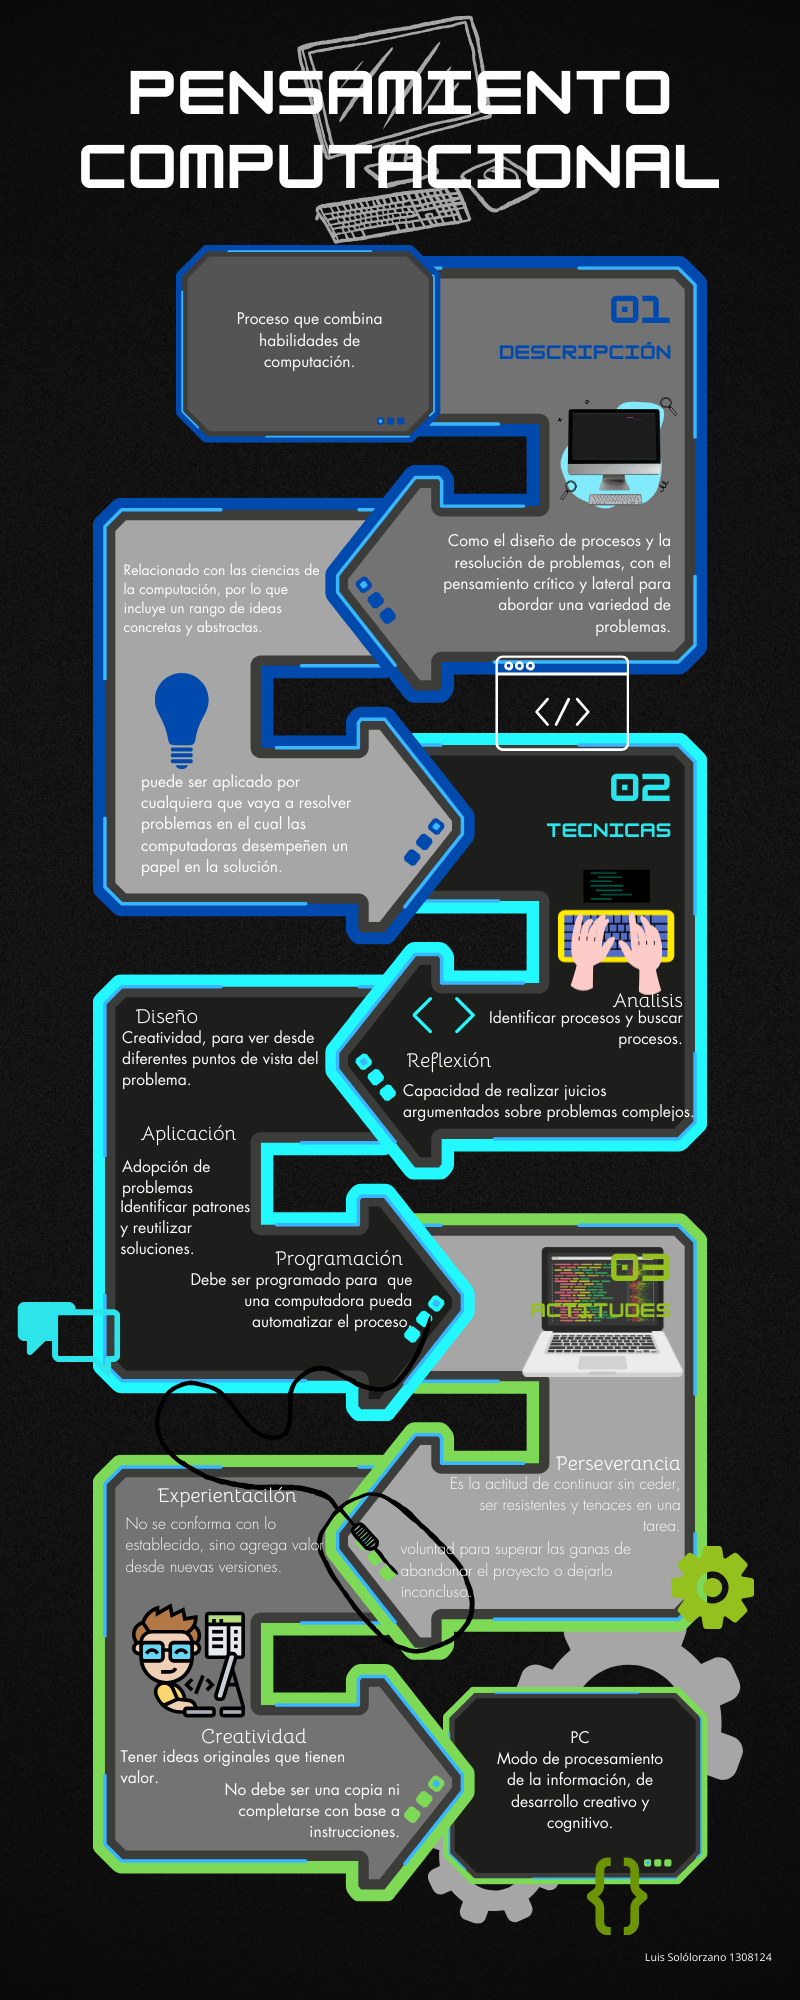 PENSAMIENTO
COMPUTACIONAL
Proceso que combina
habilidades de
computación.
01
DESCRIPCIÓN
Como el diseño de procesos y la
resolución de problemas, con el
pensamiento crítico y lateral para
abordar una variedad de
problemas.
Relacionado con las ciencias de
la computación, por lo que
incluye un rango de ideas
concretas y abstractas.
puede ser aplicado por
cualquiera que vaya a resolver
problemas en el cual las
computadoras desempeñen un
papel en la solución.
</>
02
TECNICAS
Analisis
Identificar procesos y buscar
procesos.
< >
Reflexión
Capacidad de realizar juicios
argumentados sobre problemas complejos.
Diseño
Creatividad, para ver desde
diferentes puntos de vista del
problema.
Aplicación
Adopción de
problemas
Identificar patrones
y reutilizar
soluciones.
Programación
Debe ser programado para que
una computadora pueda
automatizar el proceso.
03
ACTITUDES
Perseverancia
Es la actitud de continuar sin ceder,
ser resistentes y tenaces en una
tarea.
voluntad para superar las ganas de
abandonar el proyecto o dejarlo
inconcluso.
Experientacilón
No se conforma con lo
establecido, sino agrega valor
desde nuevas versiones.
</>
Creatividad
Tener ideas originales que tienen
valor.
No debe ser una copia ni
completarse con base a
instrucciones.
PC
Modo de procesamiento
de la información, de
desarrollo creativo y
cognitivo.
{}
Luis Solólorzano 1308124